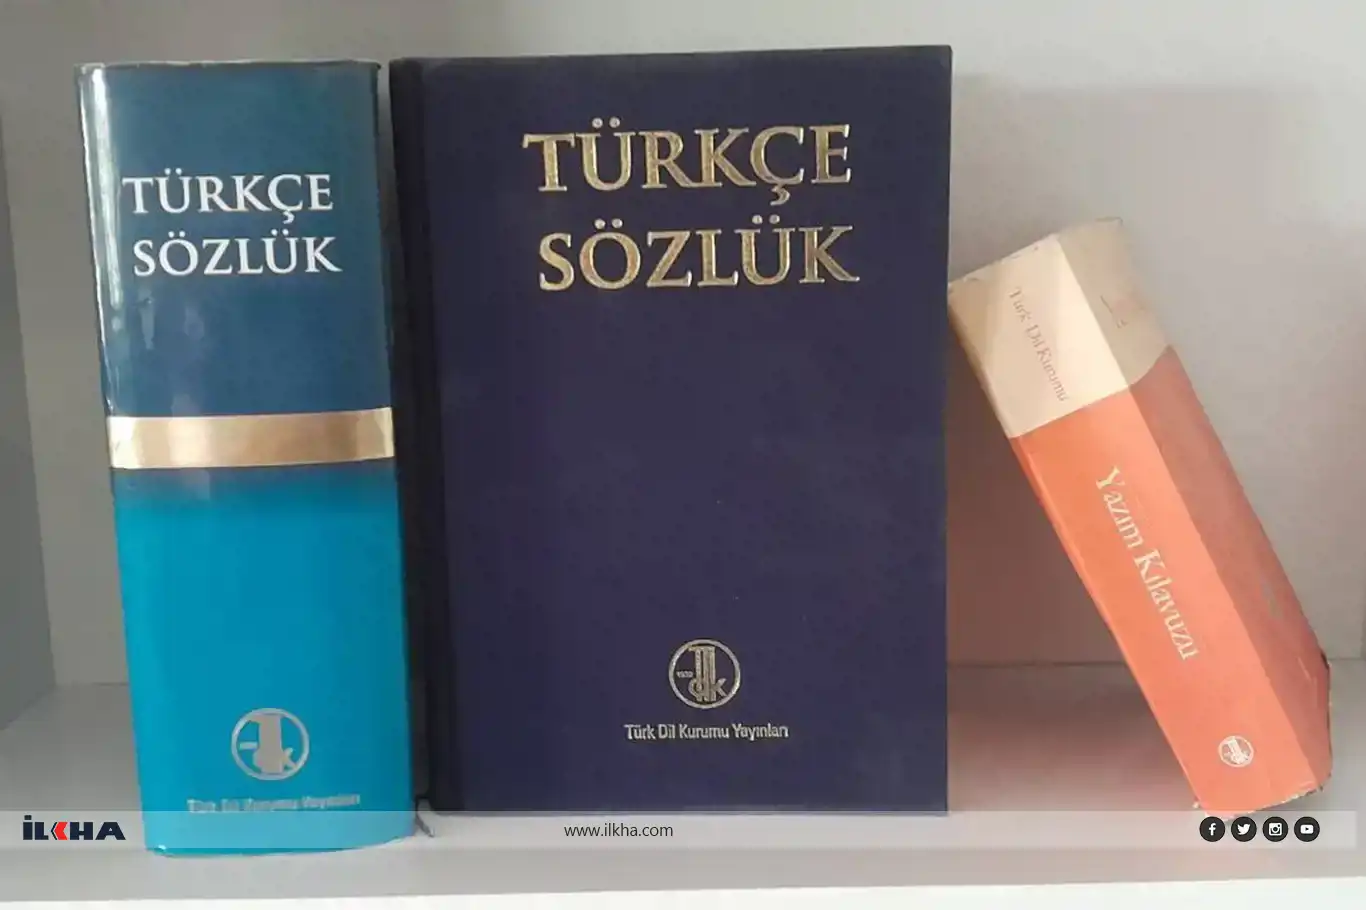 TÜRKÇE
SÖZLÜK
Türk Dil Kurumu Yayınları
TÜRKÇE
SÖZLÜK
1932
TDK
Türk Dil Kurumu Yayınları
Türk Dil Kurumu
Yazım Kılavuzu
İLKHA
www.ilkha.com